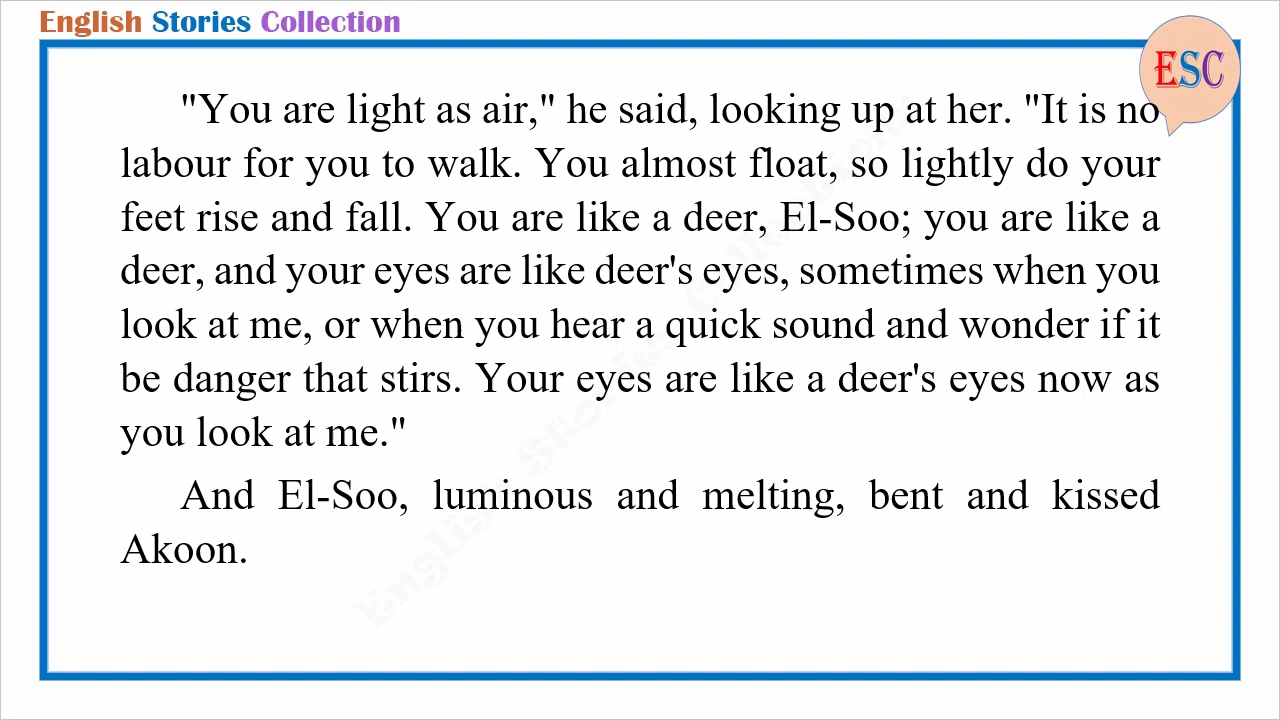 English Stories Collection
ESC
"You are light as air," he said, looking up at her. "It is no
labour for you to walk. You almost float, so lightly do your
feet rise and fall. You are like a deer, El-Soo; you are like a
deer, and your eyes are like deer's eyes, sometimes when you
look at me, or when you hear a quick sound and wonder if it
be danger that stirs. Your eyes are like a deer's eyes now as
you look at me."
And El-Soo, luminous and melting, bent and kissed
Akoon.
English Stories Collection